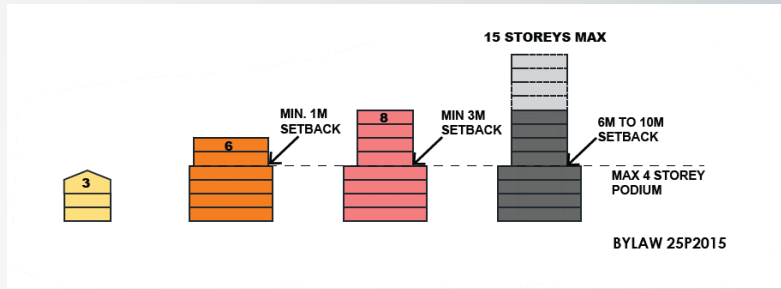 15 STOREYS MAX
MIN. 1M
SETBACK
MIN 3M
SETBACK
6M TO 10M
SETBACK
3
6
8
MAX 4 STOREY
PODIUM
BYLAW 25P2015